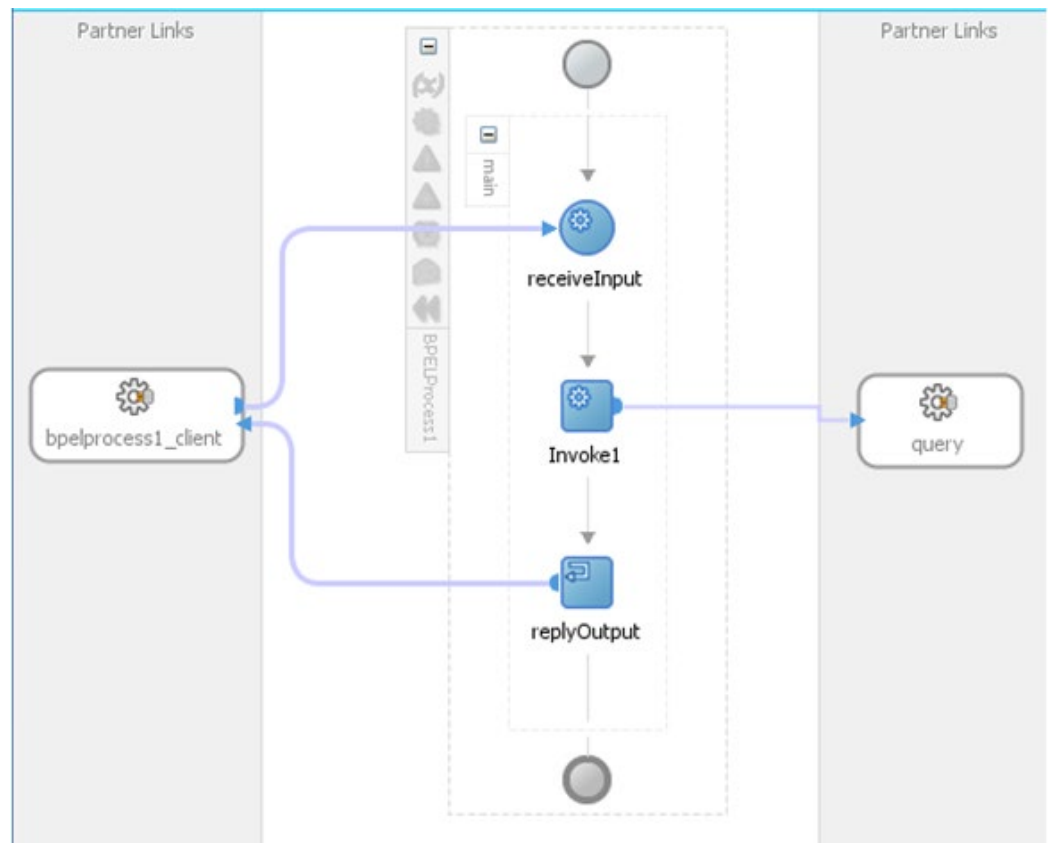 Partner Links
Partner Links
main
receiveInput
BPELProcess1
bpelprocess1_client
Invoke1
query
replyOutput